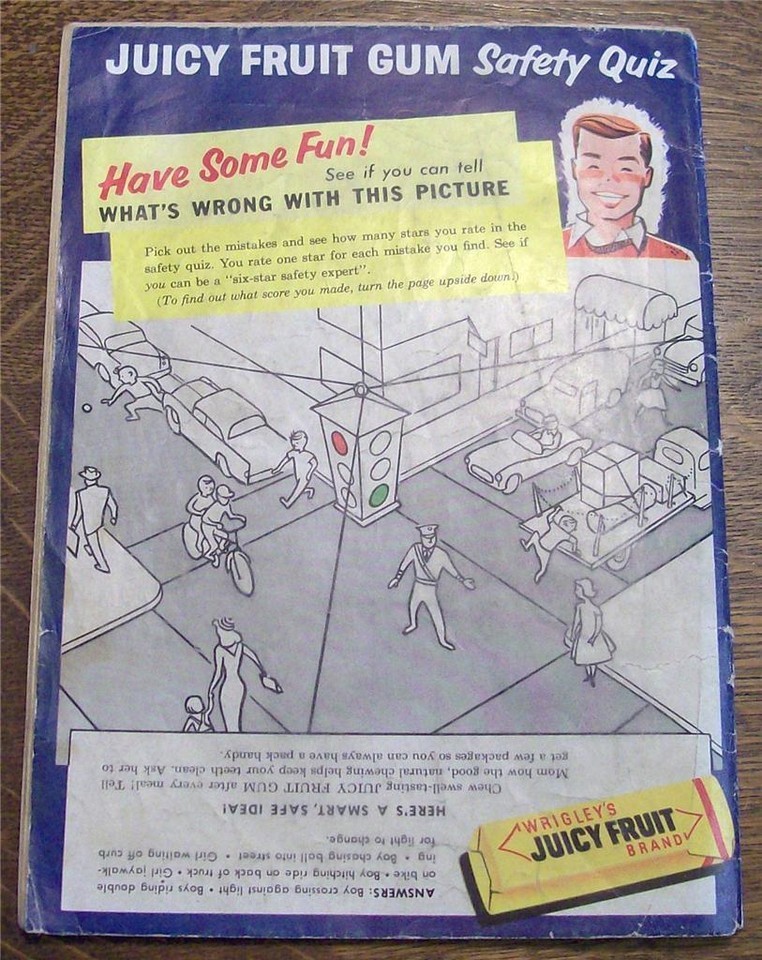 JUICY FRUIT GUM Safety Quiz
Have Some Fun!
See if you can tell
WHAT'S WRONG WITH THIS PICTURE
Pick out the mistakes and see how many stars you rate in the
safety quiz. You rate one star for each mistake you find. See if
you can be a "six-star safety expert".
(To find out what score you made, turn the page upside down.)
ANSWERS: Boy crossing against light • Boys riding double
on bike • Boy hitching ride on back of truck • Girl jaywalk-
ing • Boy chasing ball into street • Girl waiting off curb
for light to change.
HERE'S A SMART, SAFE IDEA!
Chew swell-tasting JUICY FRUIT GUM after every meal! Tell
Mom how the good, natural chewing helps keep your teeth clean. Ask her to
get a few packages so you can always have a pack handy.
WRIGLEY'S
JUICY FRUIT
BRAND